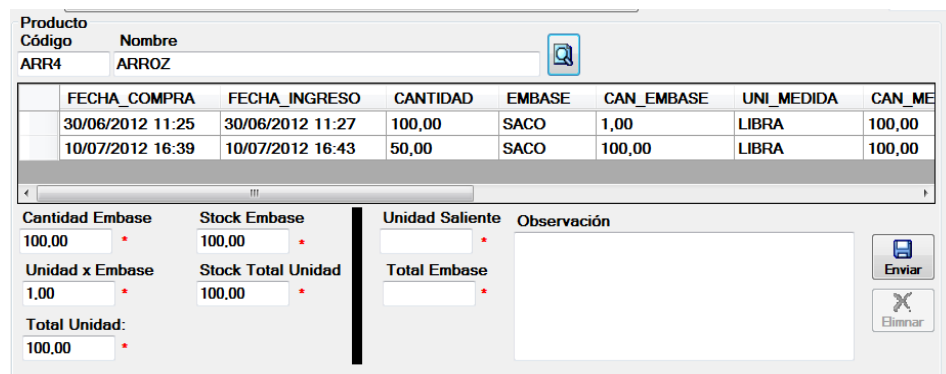 Producto
Código Nombre
ARR4 ARROZ
FECHA_COMPRA FECHA_INGRESO CANTIDAD EMBASE CAN_EMBASE UNI_MEDIDA CAN_ME
30/06/2012 11:25 30/06/2012 11:27 100,00 SACO 1,00 LIBRA 100,00
10/07/2012 16:39 10/07/2012 16:43 50,00 SACO 100,00 LIBRA 100,00
Cantidad Embase Stock Embase Unidad Saliente Observación
100,00 * 100,00 * *
Unidad x Embase Stock Total Unidad Total Embase Enviar
1,00 * 100,00 * *
Total Unidad: Elimnar
100,00 *